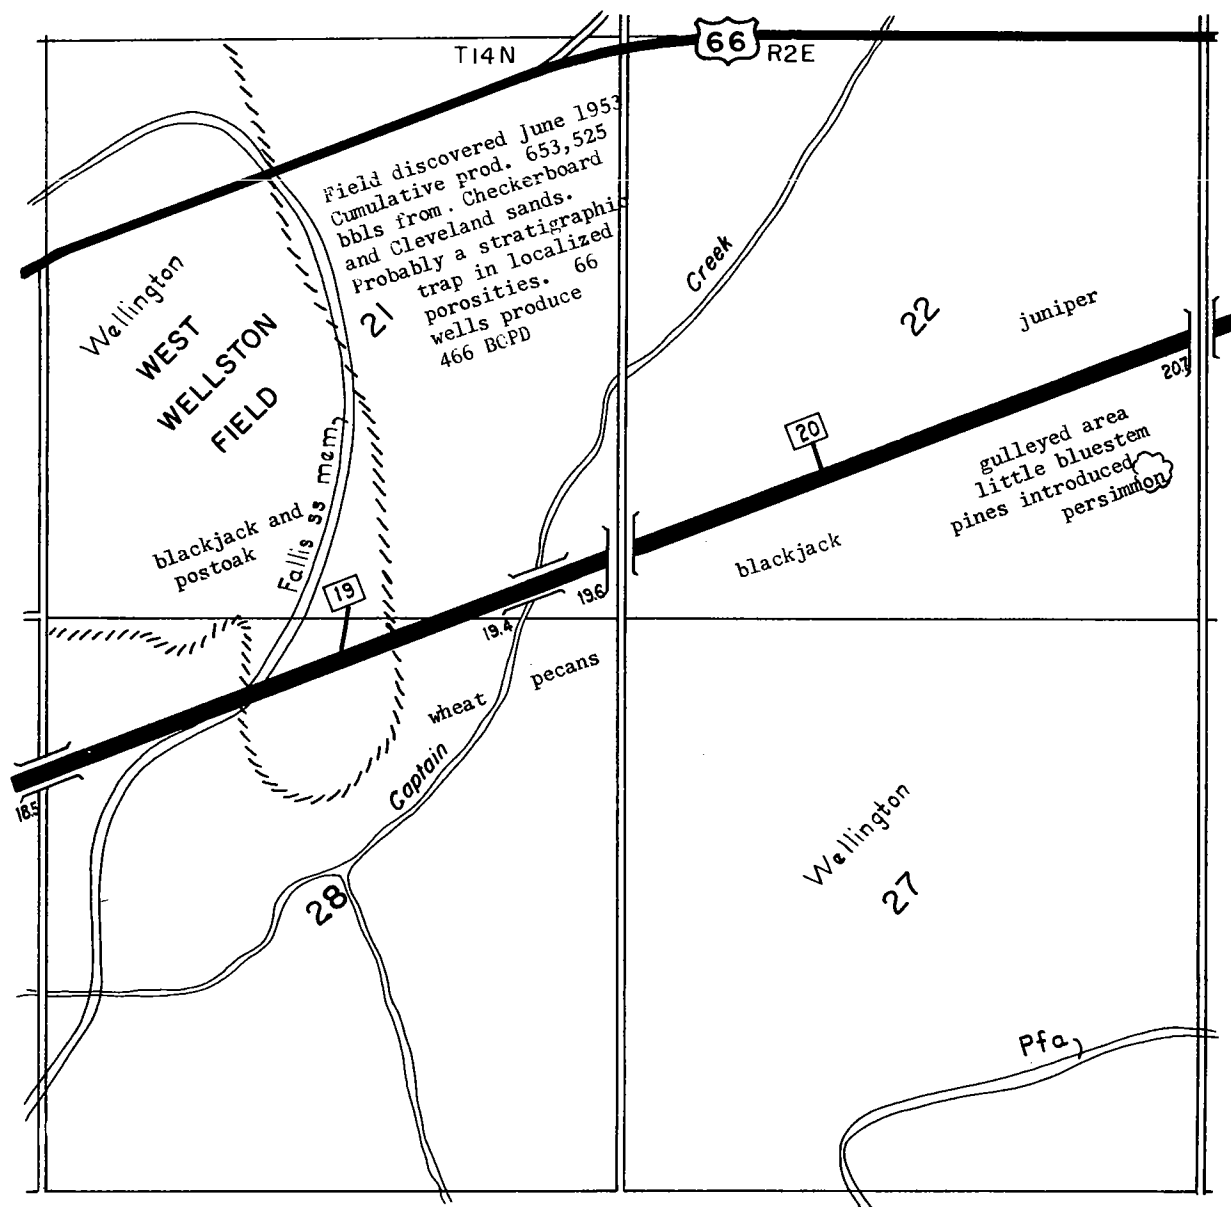 T14N
66
R2E
Field discovered June 1953
Cumulative prod. 653,525
bbls from. Checkerboard
and Cleveland sands.
Probably a stratigraphic
trap in localized
porosities. 66
wells produce
466 BOPD
21
Wellington
WEST
WELLSTON
FIELD
Creek
22
juniper
20.7
20
gulleyed area
little bluestem
pines introduced
persimmon
blackjack and
postoak
Fallis ss mem
blackjack
19
19.6
19.4
pecans
wheat
Captain
18.5
Wellington
27
28
Pfa